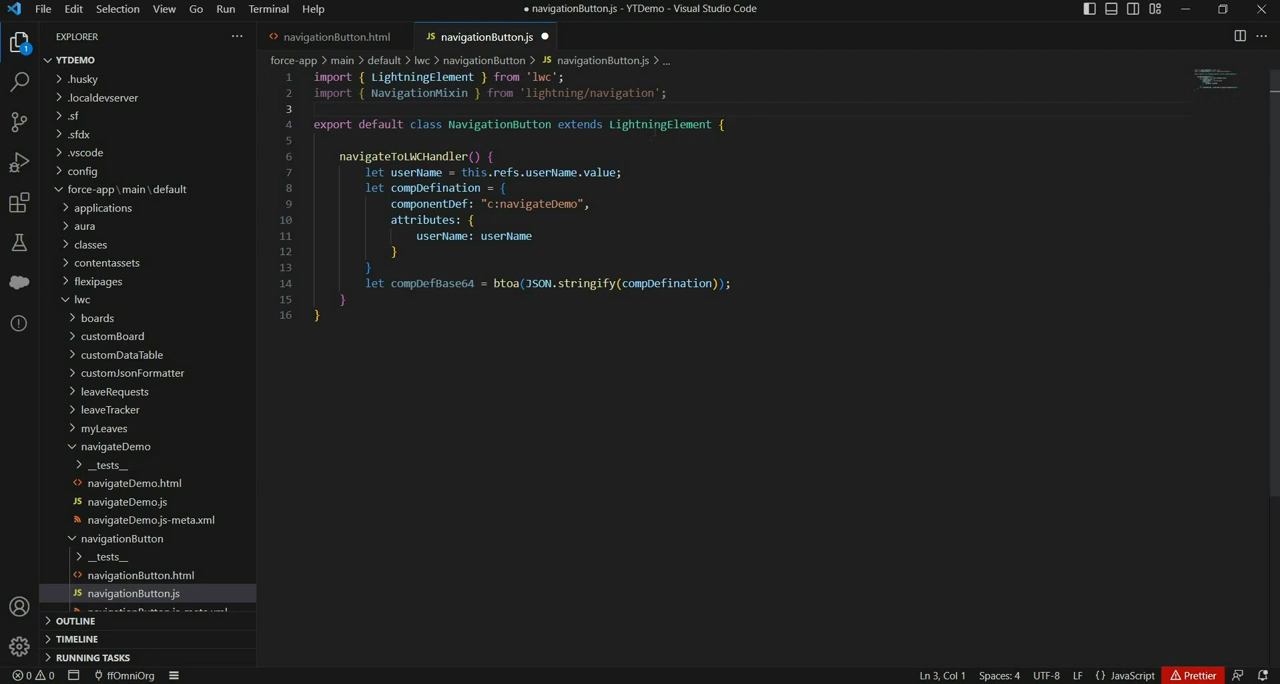 File Edit Selection View Go Run Terminal Help
● navigationButton.js - YTDemo - Visual Studio Code
EXPLORER
YTDEMO
.husky
.localdevserver
.sf
.sfdx
.vscode
config
force-app \ main \ default
applications
aura
classes
contentassets
flexipages
lwc
boards
customBoard
customDataTable
customJsonFormatter
leaveRequests
leaveTracker
myLeaves
navigateDemo
__tests__
navigateDemo.html
navigateDemo.js
navigateDemo.js-meta.xml
navigationButton
__tests__
navigationButton.html
navigationButton.js
navigationButton.js-meta.xml
OUTLINE
TIMELINE
RUNNING TASKS
1
navigationButton.html
JS navigationButton.js ●
force-app > main > default > lwc > navigationButton > JS navigationButton.js > ...
1 import { LightningElement } from 'lwc';
2 import { NavigationMixin } from 'lightning/navigation';
3
4 export default class NavigationButton extends LightningElement {
5
6 navigateToLWCHandler() {
7 let userName = this.refs.userName.value;
8 let compDefination = {
9 componentDef: "c:navigateDemo",
10 attributes: {
11 userName: userName
12 }
13 }
14 let compDefBase64 = btoa(JSON.stringify(compDefination));
15 }
16 }
0 0 ffOmniOrg Ln 3, Col 1 Spaces: 4 UTF-8 LF {} JavaScript Prettier